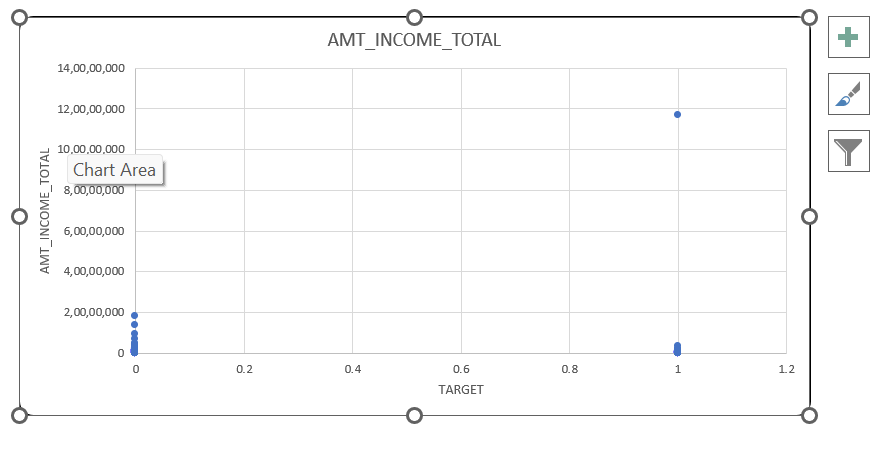 AMT_INCOME_TOTAL
14,00,00,000
12,00,00,000
10,00,00,000
8,00,00,000
6,00,00,000
4,00,00,000
2,00,00,000
0
AMT_INCOME_TOTAL
Chart Area
0 0.2 0.4 0.6 0.8 1 1.2
TARGET